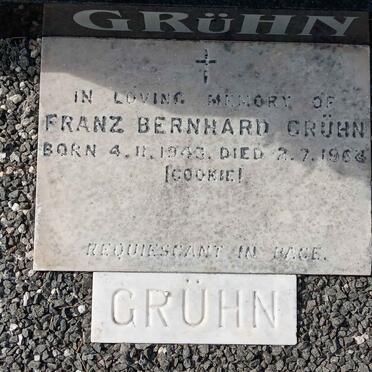 GRÜHN
IN LOVING MEMORY OF
FRANZ BERNHARD GRÜHN
BORN 4.11.1943. DIED 2.7.1968
[COOKIE]
REQUIESCANT IN PACE.
GRÜHN